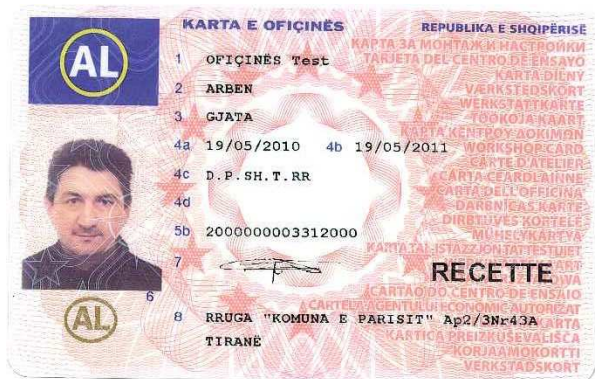 KARTA E OFIÇINËS
REPUBLIKA E SHQIPËRISË
AL
КАРТА ЗА МОНТАЖ И НАСТРОЙКИ
1 OFIÇINËS Test
TARJETA DEL CENTRO DE ENSAYO
KARTA DÍLNY
2 ARBEN
VÆRKSTEDSKORT
WERKSTATTKARTE
3 GJATA
TÖÖKOJA KAART
ΚΑΡΤΑ ΚΕΝΤΡΟΥ ΔΟΚΙΜΩΝ
4a 19/05/2010 4b 19/05/2011
WORKSHOP CARD
CARTE D'ATELIER
4c D.P.SH.T.RR
CÁRTA CEARDLAINNE
CARTA DELL'OFFICINA
4d
DARBNĪCAS KARTE
DIRBTUVĖS KORTELĖ
5b 2000000003312000
MŰHELYKÁRTYA
KARTA TAL-ISTAZZJON TAT-TESTIJIET
7
RECETTE
CARTÃO DO CENTRO DE ENSAIO
6
CARTELA AGENTULUI ECONOMIC AUTORIZAT
AL
8 RRUGA "KOMUNA E PARISIT" Ap2/3Nr43A
KARTA
KARTICA PREIZKUŠEVALIŠČA
TIRANË
KORJAAMOKORTTI
VERKSTADSKORT